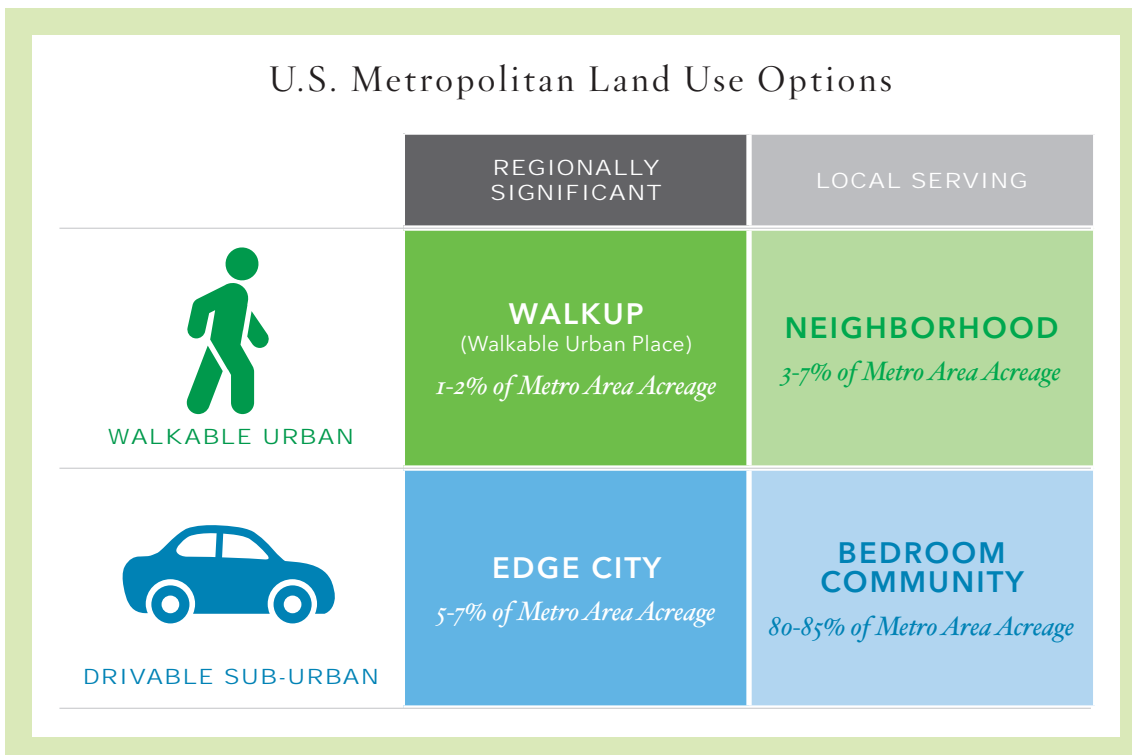 U.S. Metropolitan Land Use Options
REGIONALLY
SIGNIFICANT
LOCAL SERVING
WALKABLE URBAN
WALKUP
(Walkable Urban Place)
1-2% of Metro Area Acreage
NEIGHBORHOOD
3-7% of Metro Area Acreage
DRIVABLE SUB-URBAN
EDGE CITY
5-7% of Metro Area Acreage
BEDROOM
COMMUNITY
80-85% of Metro Area Acreage